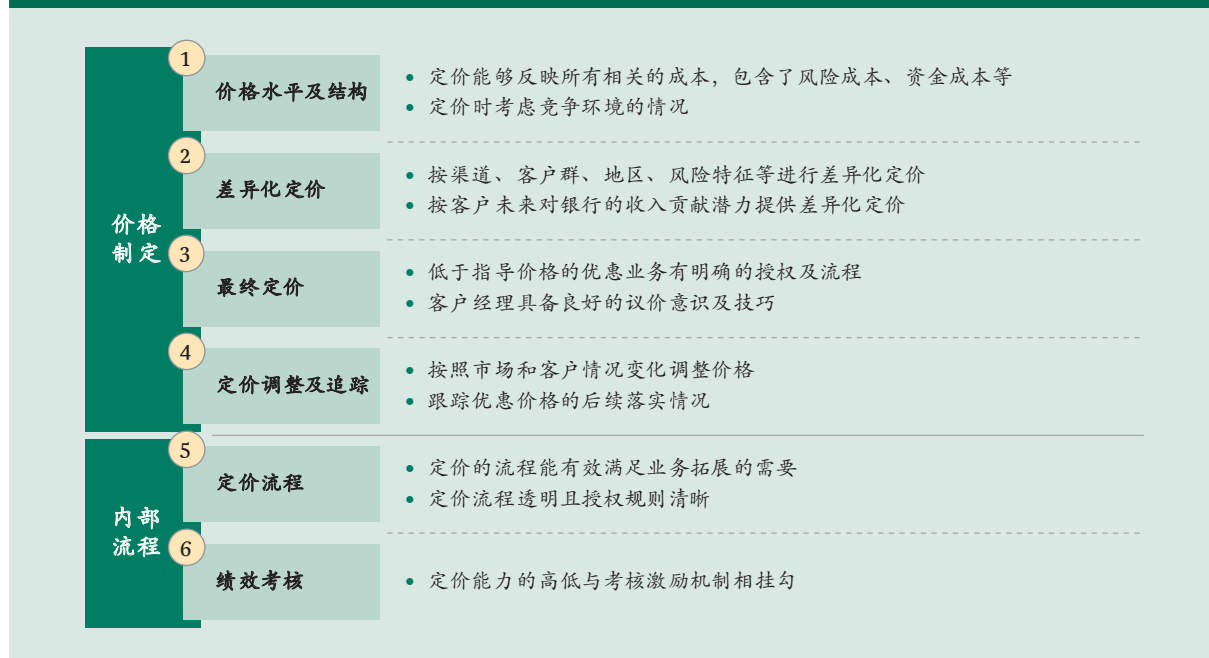 价格
制定
1
价格水平及结构
• 定价能够反映所有相关的成本，包含了风险成本、资金成本等
• 定价时考虑竞争环境的情况
2
差异化定价
• 按渠道、客户群、地区、风险特征等进行差异化定价
• 按客户未来对银行的收入贡献潜力提供差异化定价
3
最终定价
• 低于指导价格的优惠业务有明确的授权及流程
• 客户经理具备良好的议价意识及技巧
4
定价调整及追踪
• 按照市场和客户情况变化调整价格
• 跟踪优惠价格的后续落实情况
内部
流程
5
定价流程
• 定价的流程能有效满足业务拓展的需要
• 定价流程透明且授权规则清晰
6
绩效考核
• 定价能力的高低与考核激励机制相挂勾